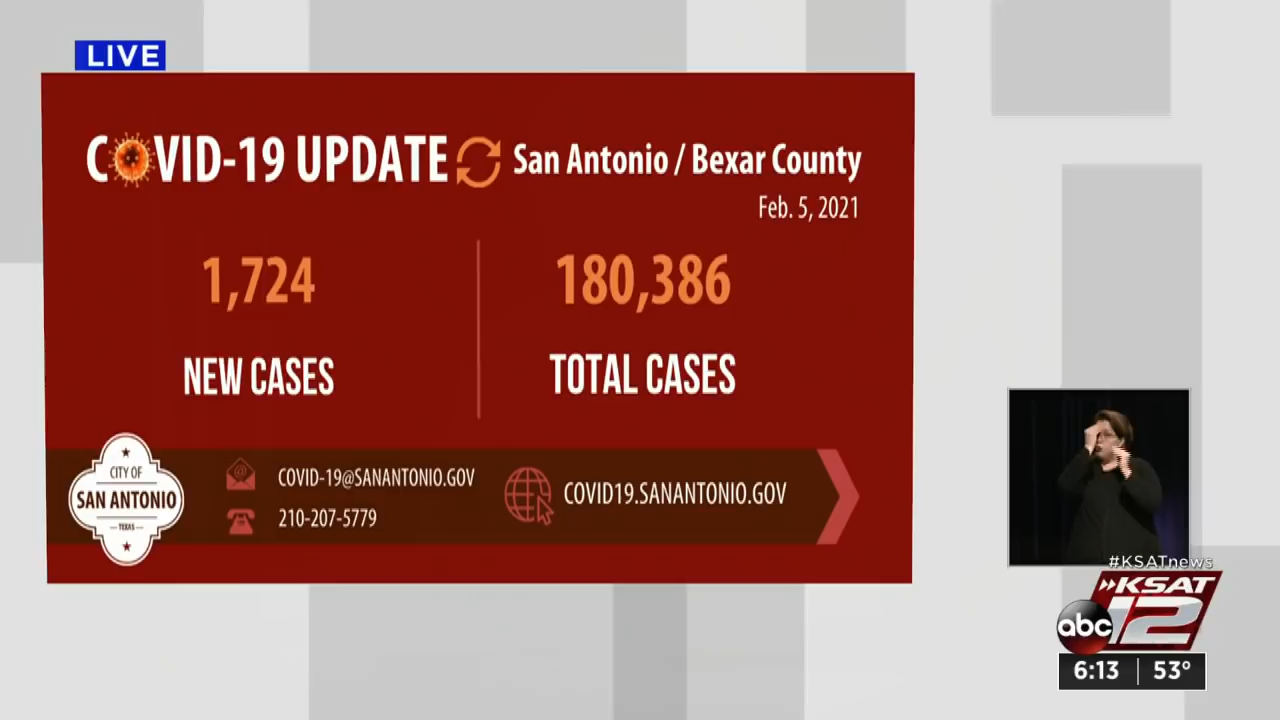 LIVE
COVID-19 UPDATE
San Antonio / Bexar County
Feb. 5, 2021
1,724
NEW CASES
180,386
TOTAL CASES
CITY OF
SAN ANTONIO
TEXAS
COVID-19@SANANTONIO.GOV
210-207-5779
COVID19.SANANTONIO.GOV
#KSATnews
KSAT
abc 12
6:13 53°